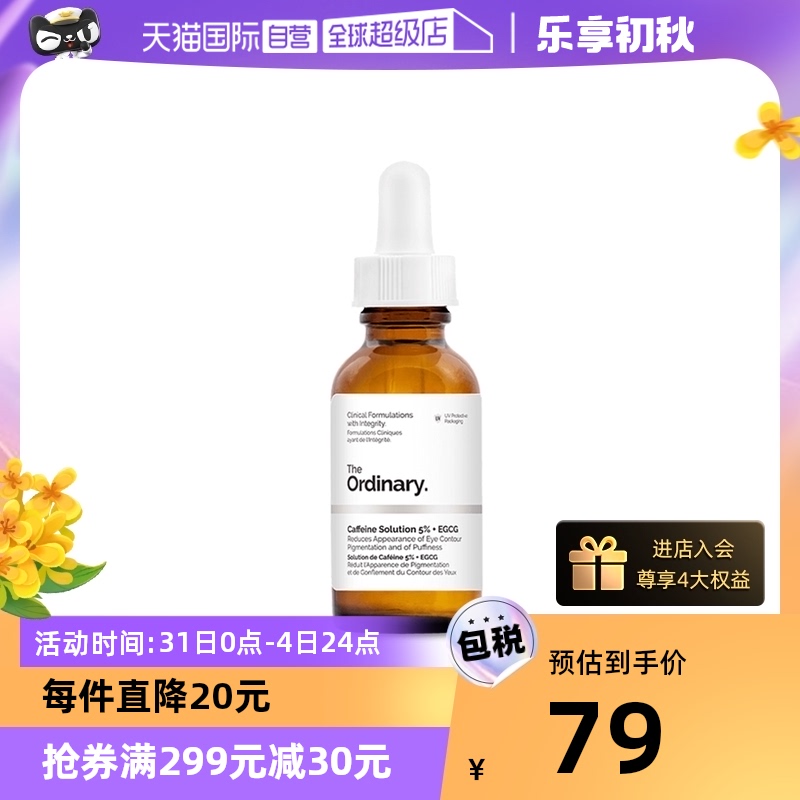 天猫国际 自营 全球超级店 | 乐享初秋
Clinical Formulations
with Integrity.
Formulations Cliniques
ayant de l'Intégrité.
UV Protective
Packaging
The
Ordinary.
Caffeine Solution 5% + EGCG
Reduces Appearance of Eye Contour
Pigmentation and of Puffiness
Solution de Caféine 5% + EGCG
Réduit l'Apparence de Pigmentation
et de Gonflement du Contour des Yeux
进店入会
尊享4大权益
活动时间:31日0点-4日24点
每件直降20元
抢券满299元减30元
包税
预估到手价
¥ 79